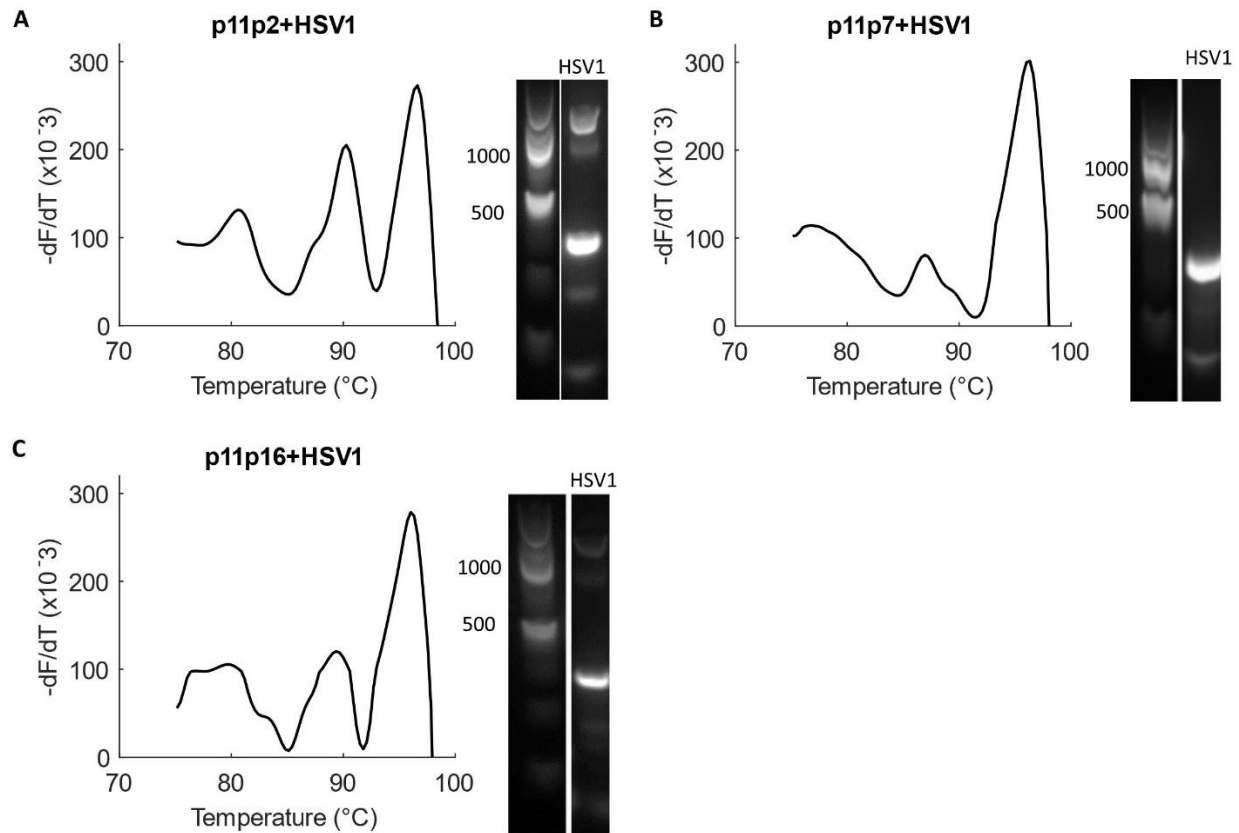 A
p11p2+HSV1
300
200
100
0
-dF/dT (x10⁻3)
70 80 90 100
Temperature (°C)
HSV1
1000
500
B
p11p7+HSV1
300
200
100
0
-dF/dT (x10⁻3)
70 80 90 100
Temperature (°C)
HSV1
1000
500
C
p11p16+HSV1
300
200
100
0
-dF/dT (x10⁻3)
70 80 90 100
Temperature (°C)
HSV1
1000
500